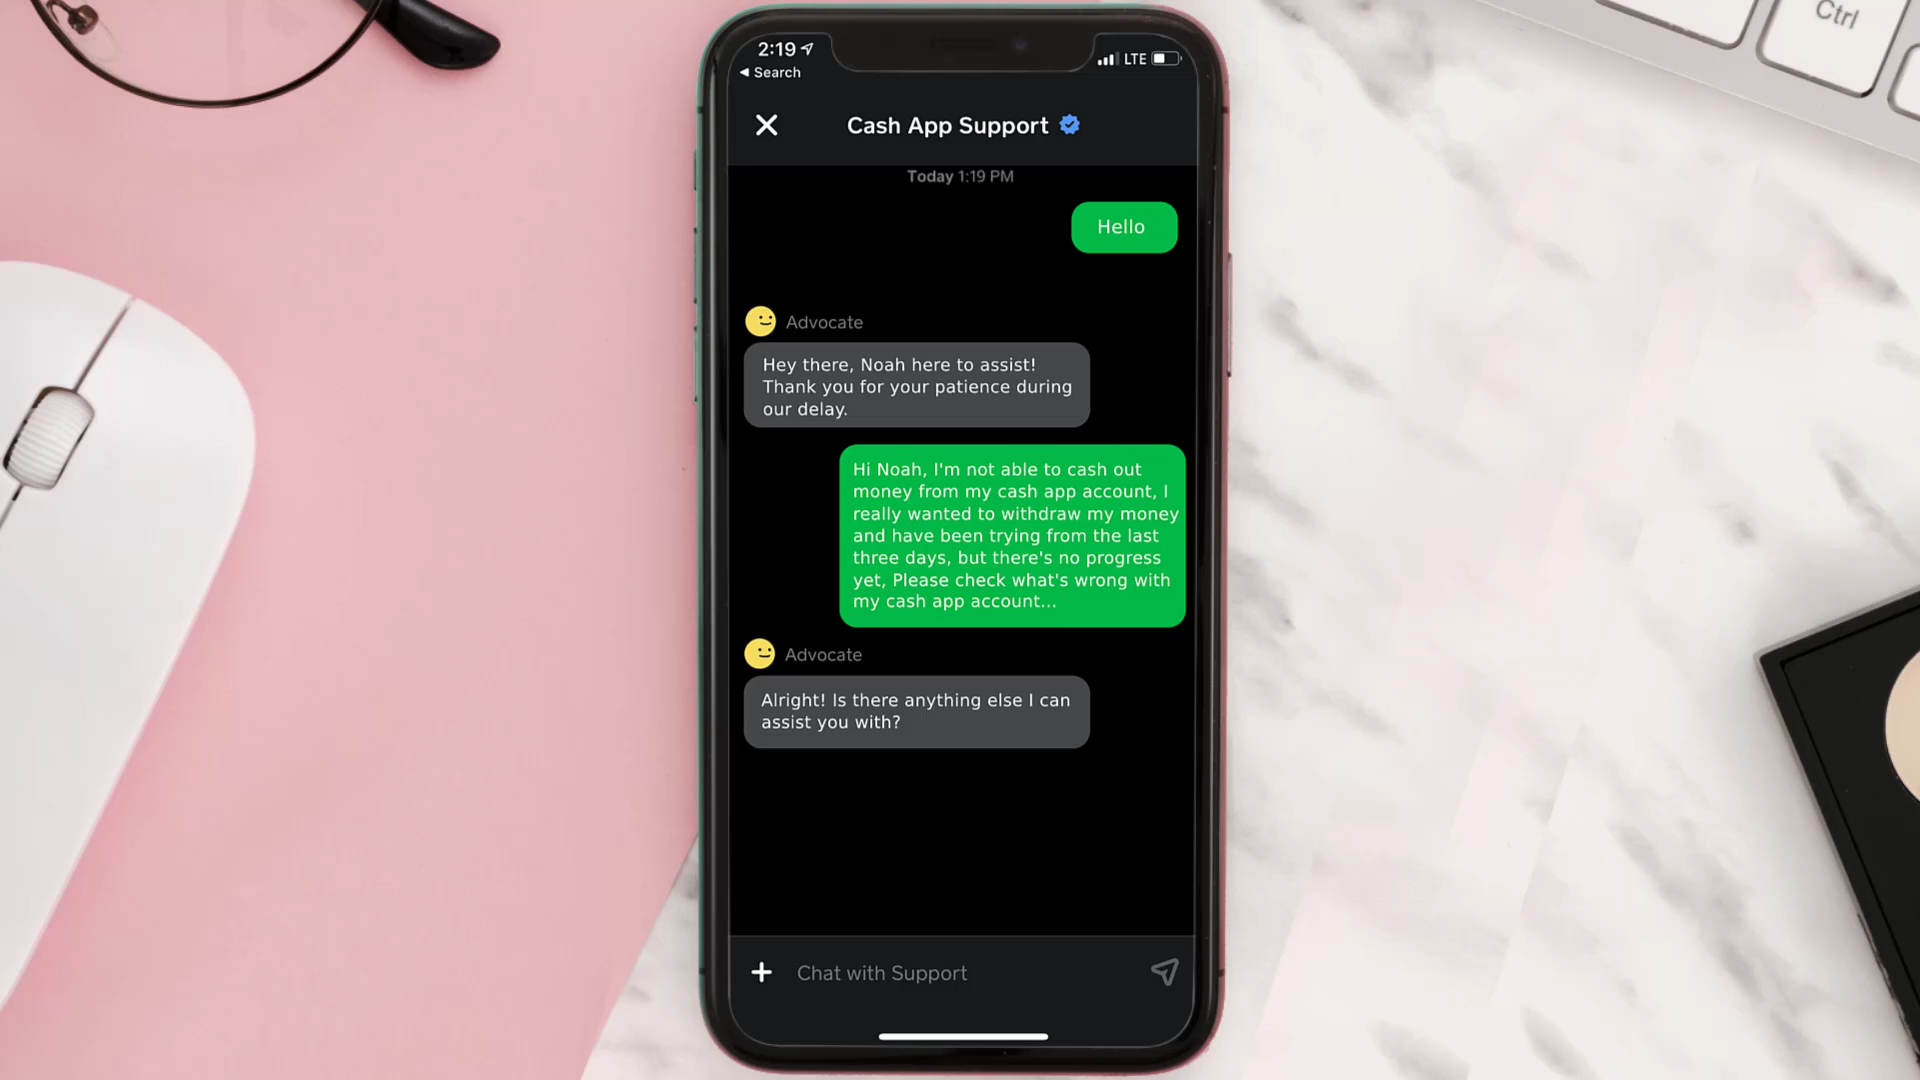 Ctrl
2:19
LTE
Search
Cash App Support
Today 1:19 PM
Hello
Advocate
Hey there, Noah here to assist!
Thank you for your patience during
our delay.
Hi Noah, I'm not able to cash out
money from my cash app account, I
really wanted to withdraw my money
and have been trying from the last
three days, but there's no progress
yet, Please check what's wrong with
my cash app account...
Advocate
Alright! Is there anything else I can
assist you with?
Chat with Support